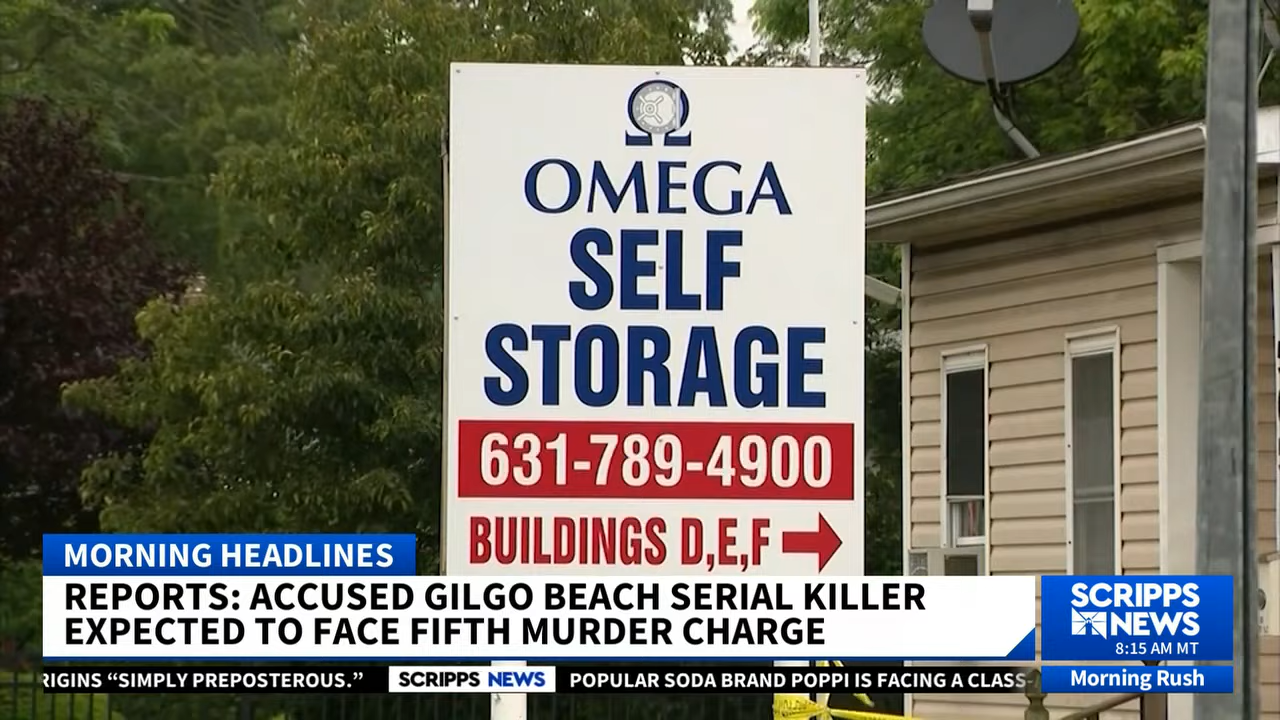 OMEGA
SELF
STORAGE
631-789-4900
BUILDINGS D,E,F
MORNING HEADLINES
REPORTS: ACCUSED GILGO BEACH SERIAL KILLER
EXPECTED TO FACE FIFTH MURDER CHARGE
SCRIPPS
NEWS
8:15 AM MT
Morning Rush
RIGINS “SIMPLY PREPOSTEROUS.” SCRIPPS NEWS POPULAR SODA BRAND POPPI IS FACING A CLASS-